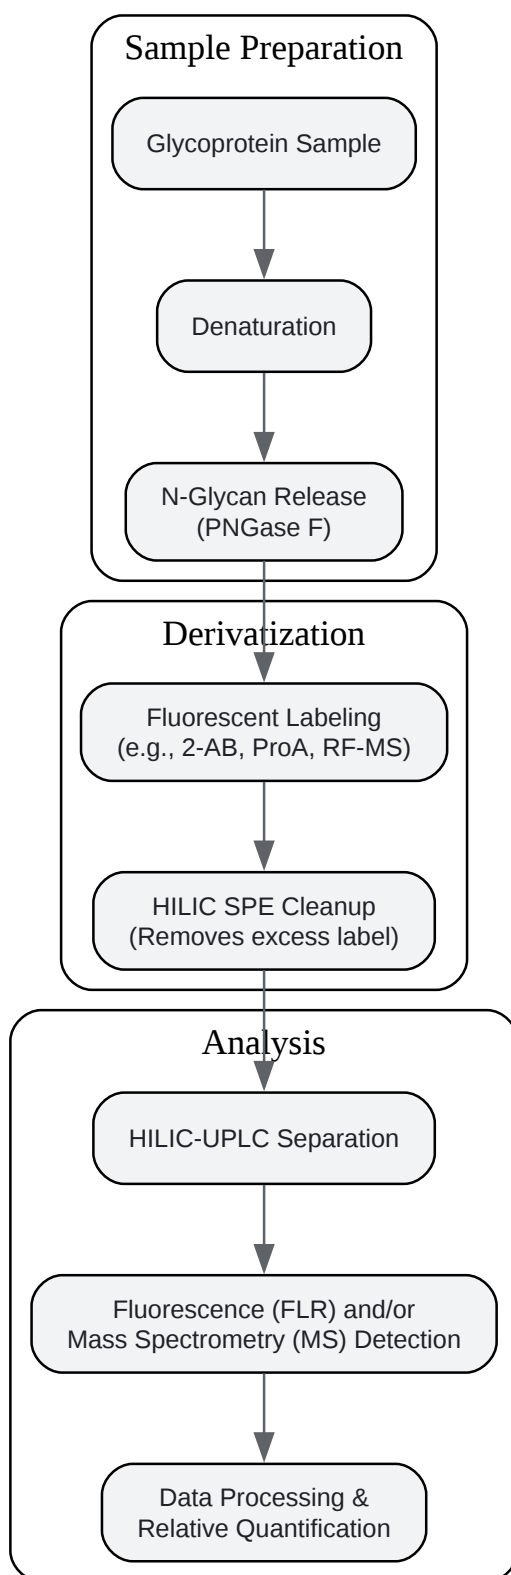 Sample Preparation
Glycoprotein Sample
Denaturation
N-Glycan Release
(PNGase F)
Derivatization
Fluorescent Labeling
(e.g., 2-AB, ProA, RF-MS)
HILIC SPE Cleanup
(Removes excess label)
Analysis
HILIC-UPLC Separation
Fluorescence (FLR) and/or
Mass Spectrometry (MS) Detection
Data Processing &
Relative Quantification